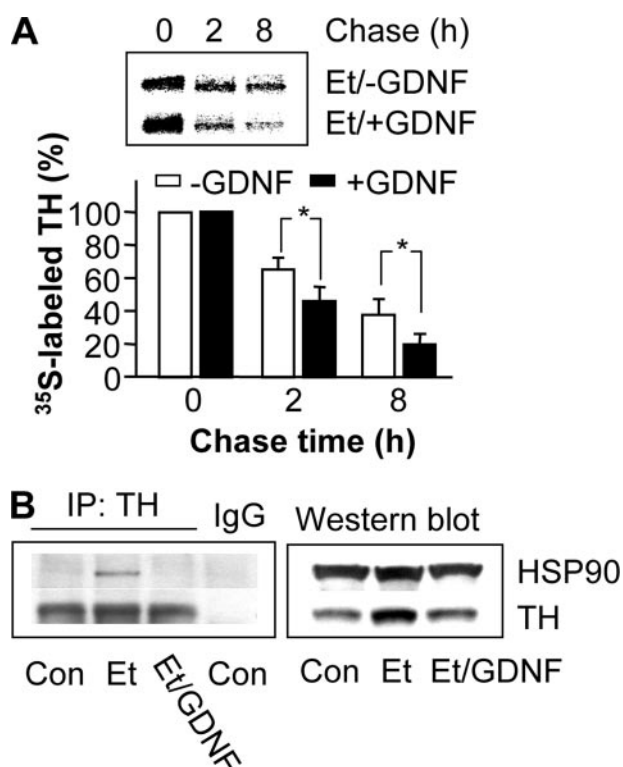 A
0 2 8 Chase (h)
Et/-GDNF
Et/+GDNF
-GDNF +GDNF
35S-labeled TH (%)
100
80
60
40
20
0
* *
0 2 8
Chase time (h)
B
IP: TH IgG Western blot
HSP90
TH
Con Et Et/GDNF Con Con Et Et/GDNF